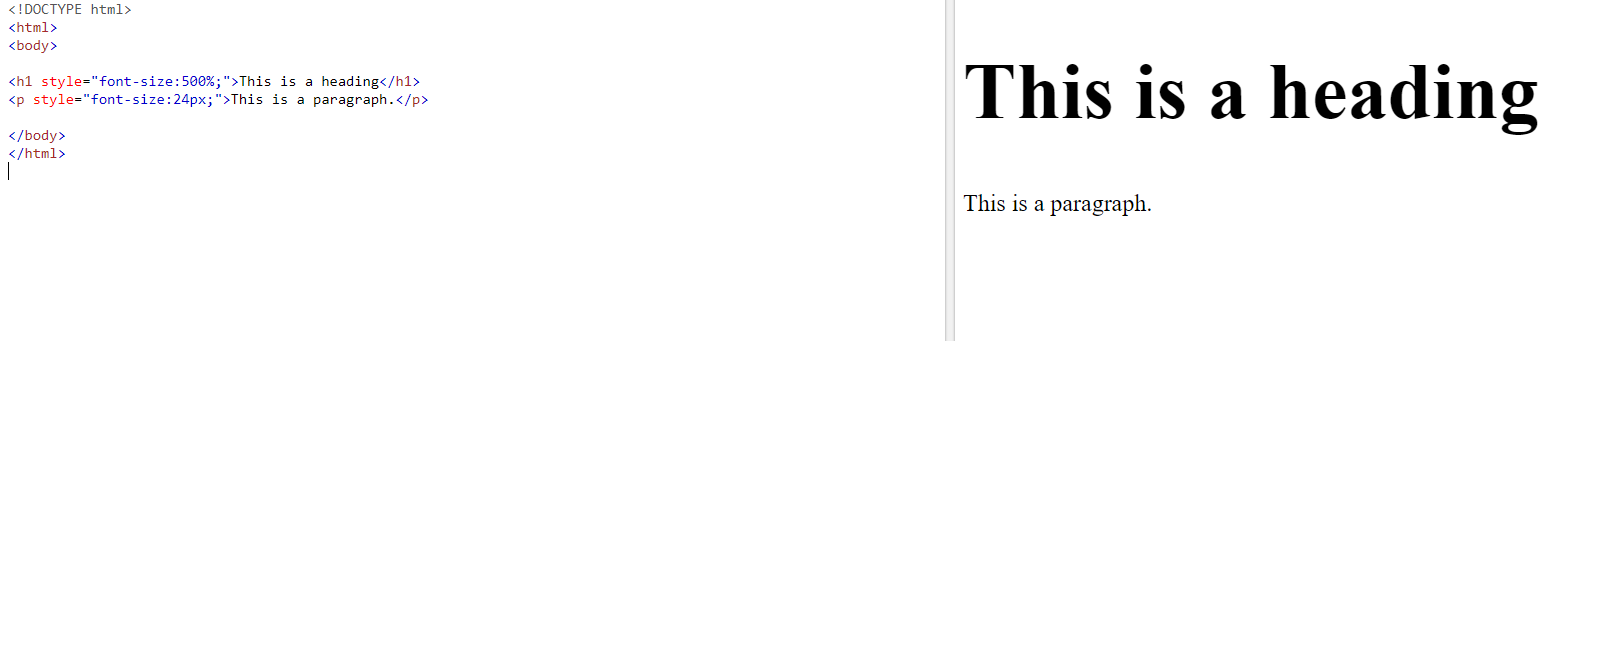 <!DOCTYPE html>
<html>
<body>
<h1 style="font-size:500%;">This is a heading</h1>
<p style="font-size:24px;">This is a paragraph.</p>
</body>
</html>
This is a heading
This is a paragraph.